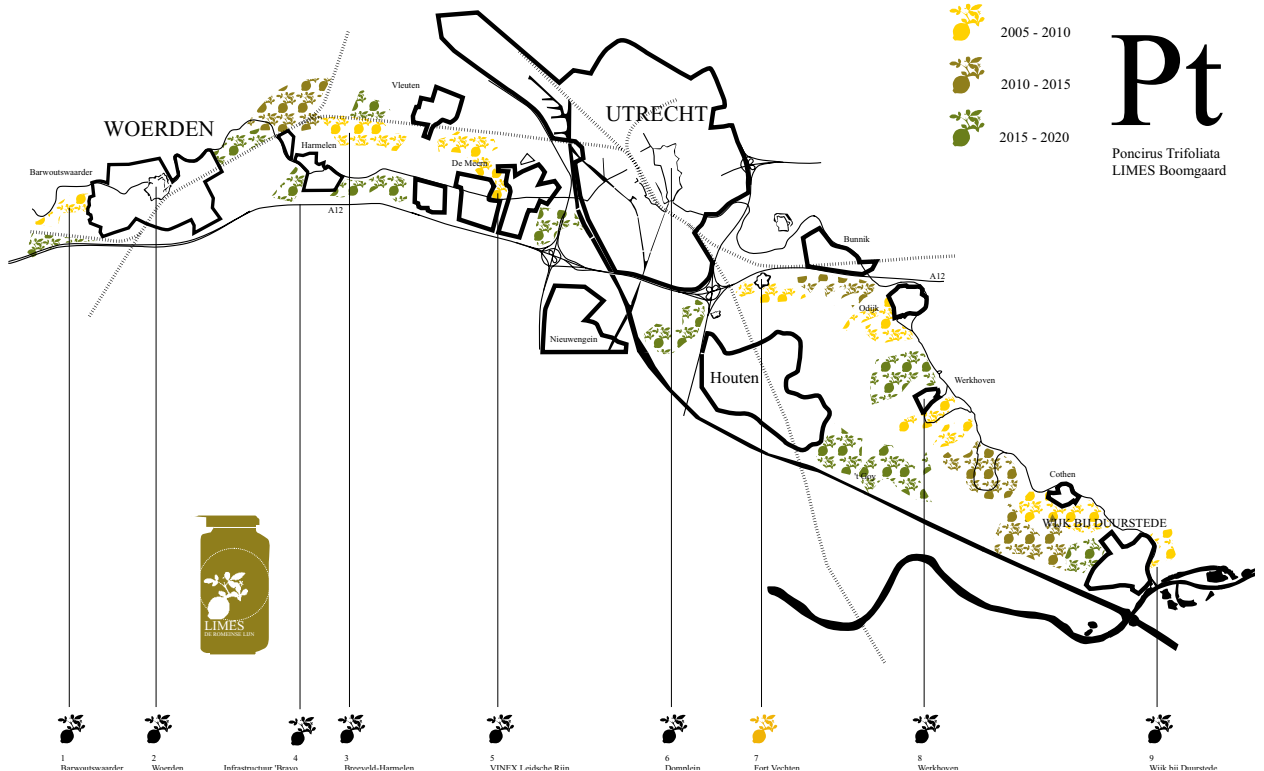 2005 - 2010
2010 - 2015
2015 - 2020
Pt
Poncirus Trifoliata
LIMES Boomgaard
WOERDEN
UTRECHT
Vleuten
Harmelen
De Meern
Barwoutswaarder
A12
Bunnik
A12
Odijk
Nieuwengein
Houten
Werkhoven
't Goy
Cothen
WIJK BIJ DUURSTEDE
LIMES
DE ROMEINSE LIJN
1
Barwoutswaarder
2
Woerden
4
Infrastructuur 'Bravo
3
Breeveld-Harmelen
5
VINEX Leidsche Rijn
6
Domplein
7
Fort Vechten
8
Werkhoven
9
Wijk bij Duurstede